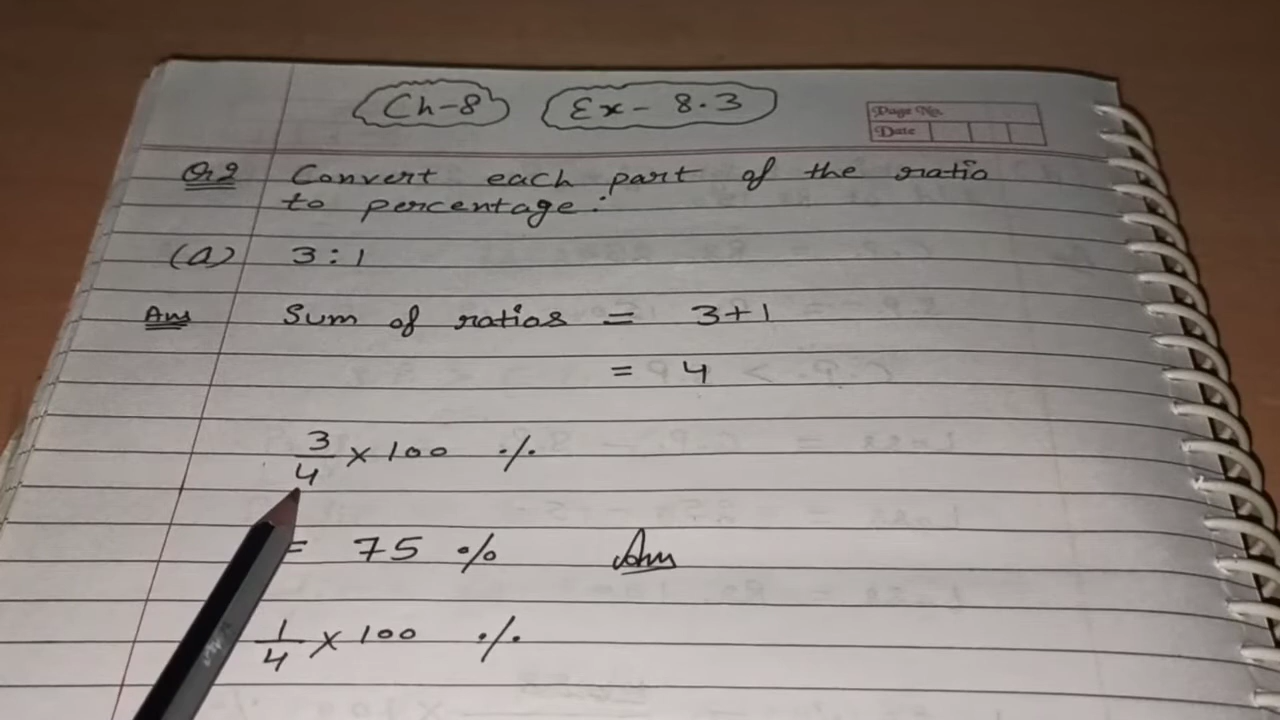 Ch-8 Ex- 8.3
Page No.
Date
Q2 Convert each part of the ratio
to percentage:
(a) 3:1
Ans Sum of ratios = 3+1
= 4
3/4 × 100 %
= 75 % Ans
1/4 × 100 %